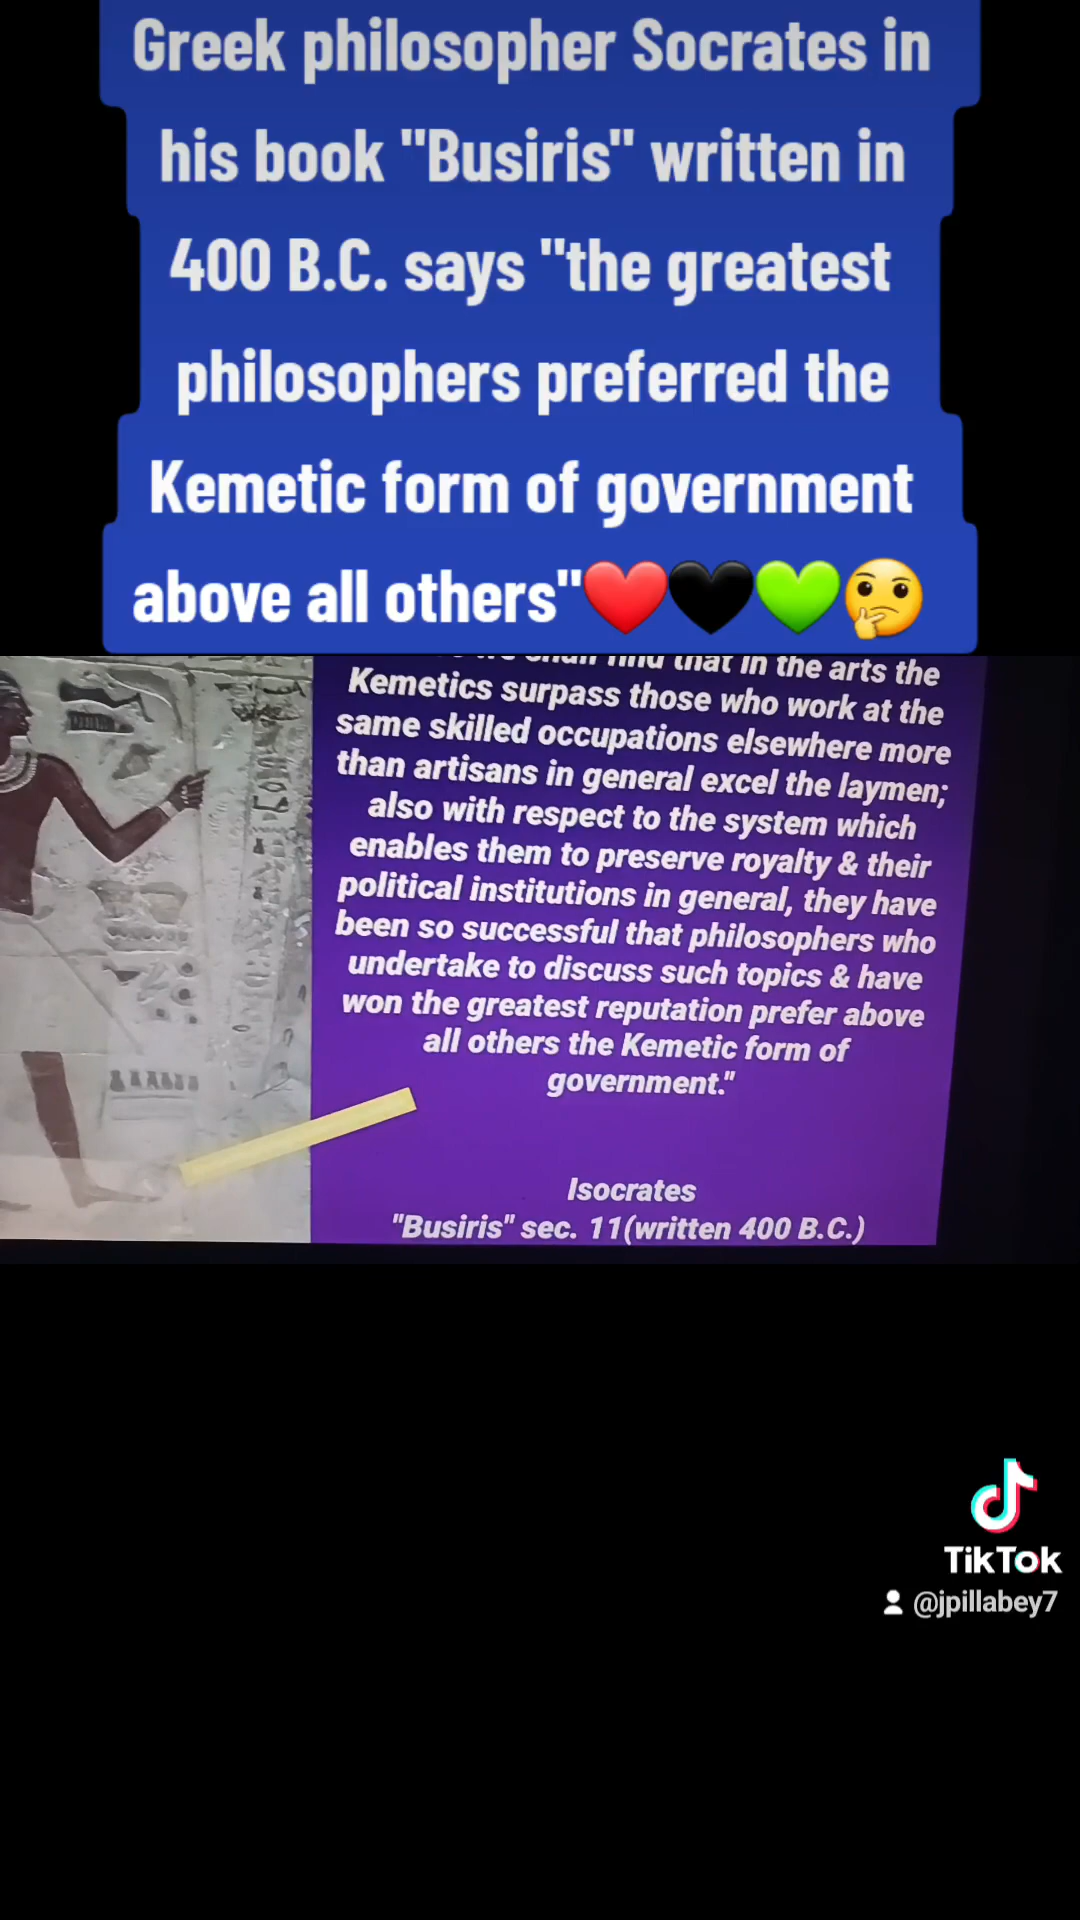 Greek philosopher Socrates in
his book "Busiris" written in
400 B.C. says "the greatest
philosophers preferred the
Kemetic form of government
above all others"❤️🖤💚🤔
shall find that in the arts the
Kemetics surpass those who work at the
same skilled occupations elsewhere more
than artisans in general excel the laymen;
also with respect to the system which
enables them to preserve royalty & their
political institutions in general, they have
been so successful that philosophers who
undertake to discuss such topics & have
won the greatest reputation prefer above
all others the Kemetic form of
government."
Isocrates
"Busiris" sec. 11(written 400 B.C.)
TikTok
@jpillabey7